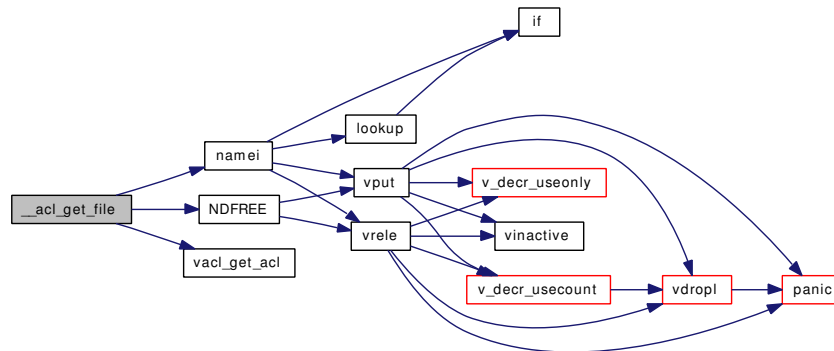 if
lookup
namei
vput
v_decr_useonly
__acl_get_file
NDFREE
vrele
vinactive
vacl_get_acl
v_decr_usecount
vdropl
panic